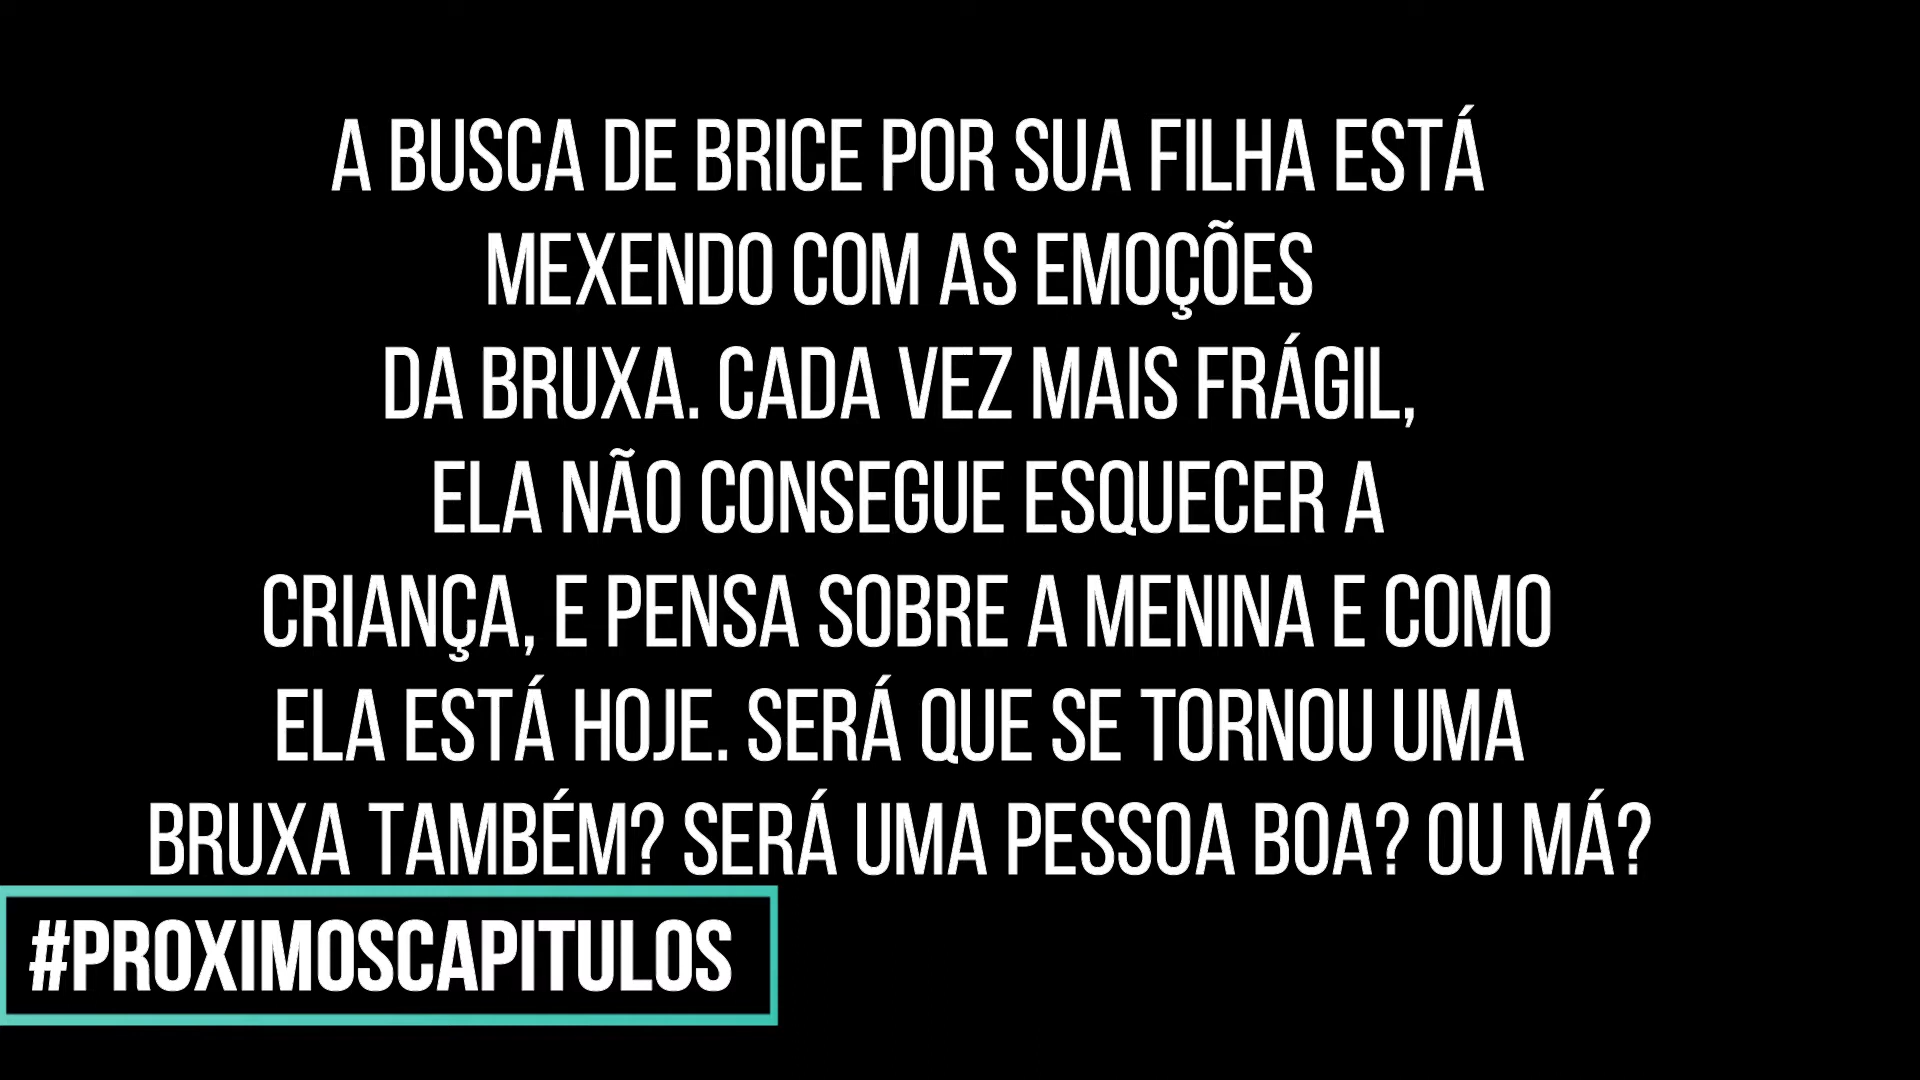 A BUSCA DE BRICE POR SUA FILHA ESTÁ
MEXENDO COM AS EMOÇÕES
DA BRUXA. CADA VEZ MAIS FRÁGIL,
ELA NÃO CONSEGUE ESQUECER A
CRIANÇA, E PENSA SOBRE A MENINA E COMO
ELA ESTÁ HOJE. SERÁ QUE SE TORNOU UMA
BRUXA TAMBÉM? SERÁ UMA PESSOA BOA? OU MÁ?
#PROXIMOSCAPITULOS